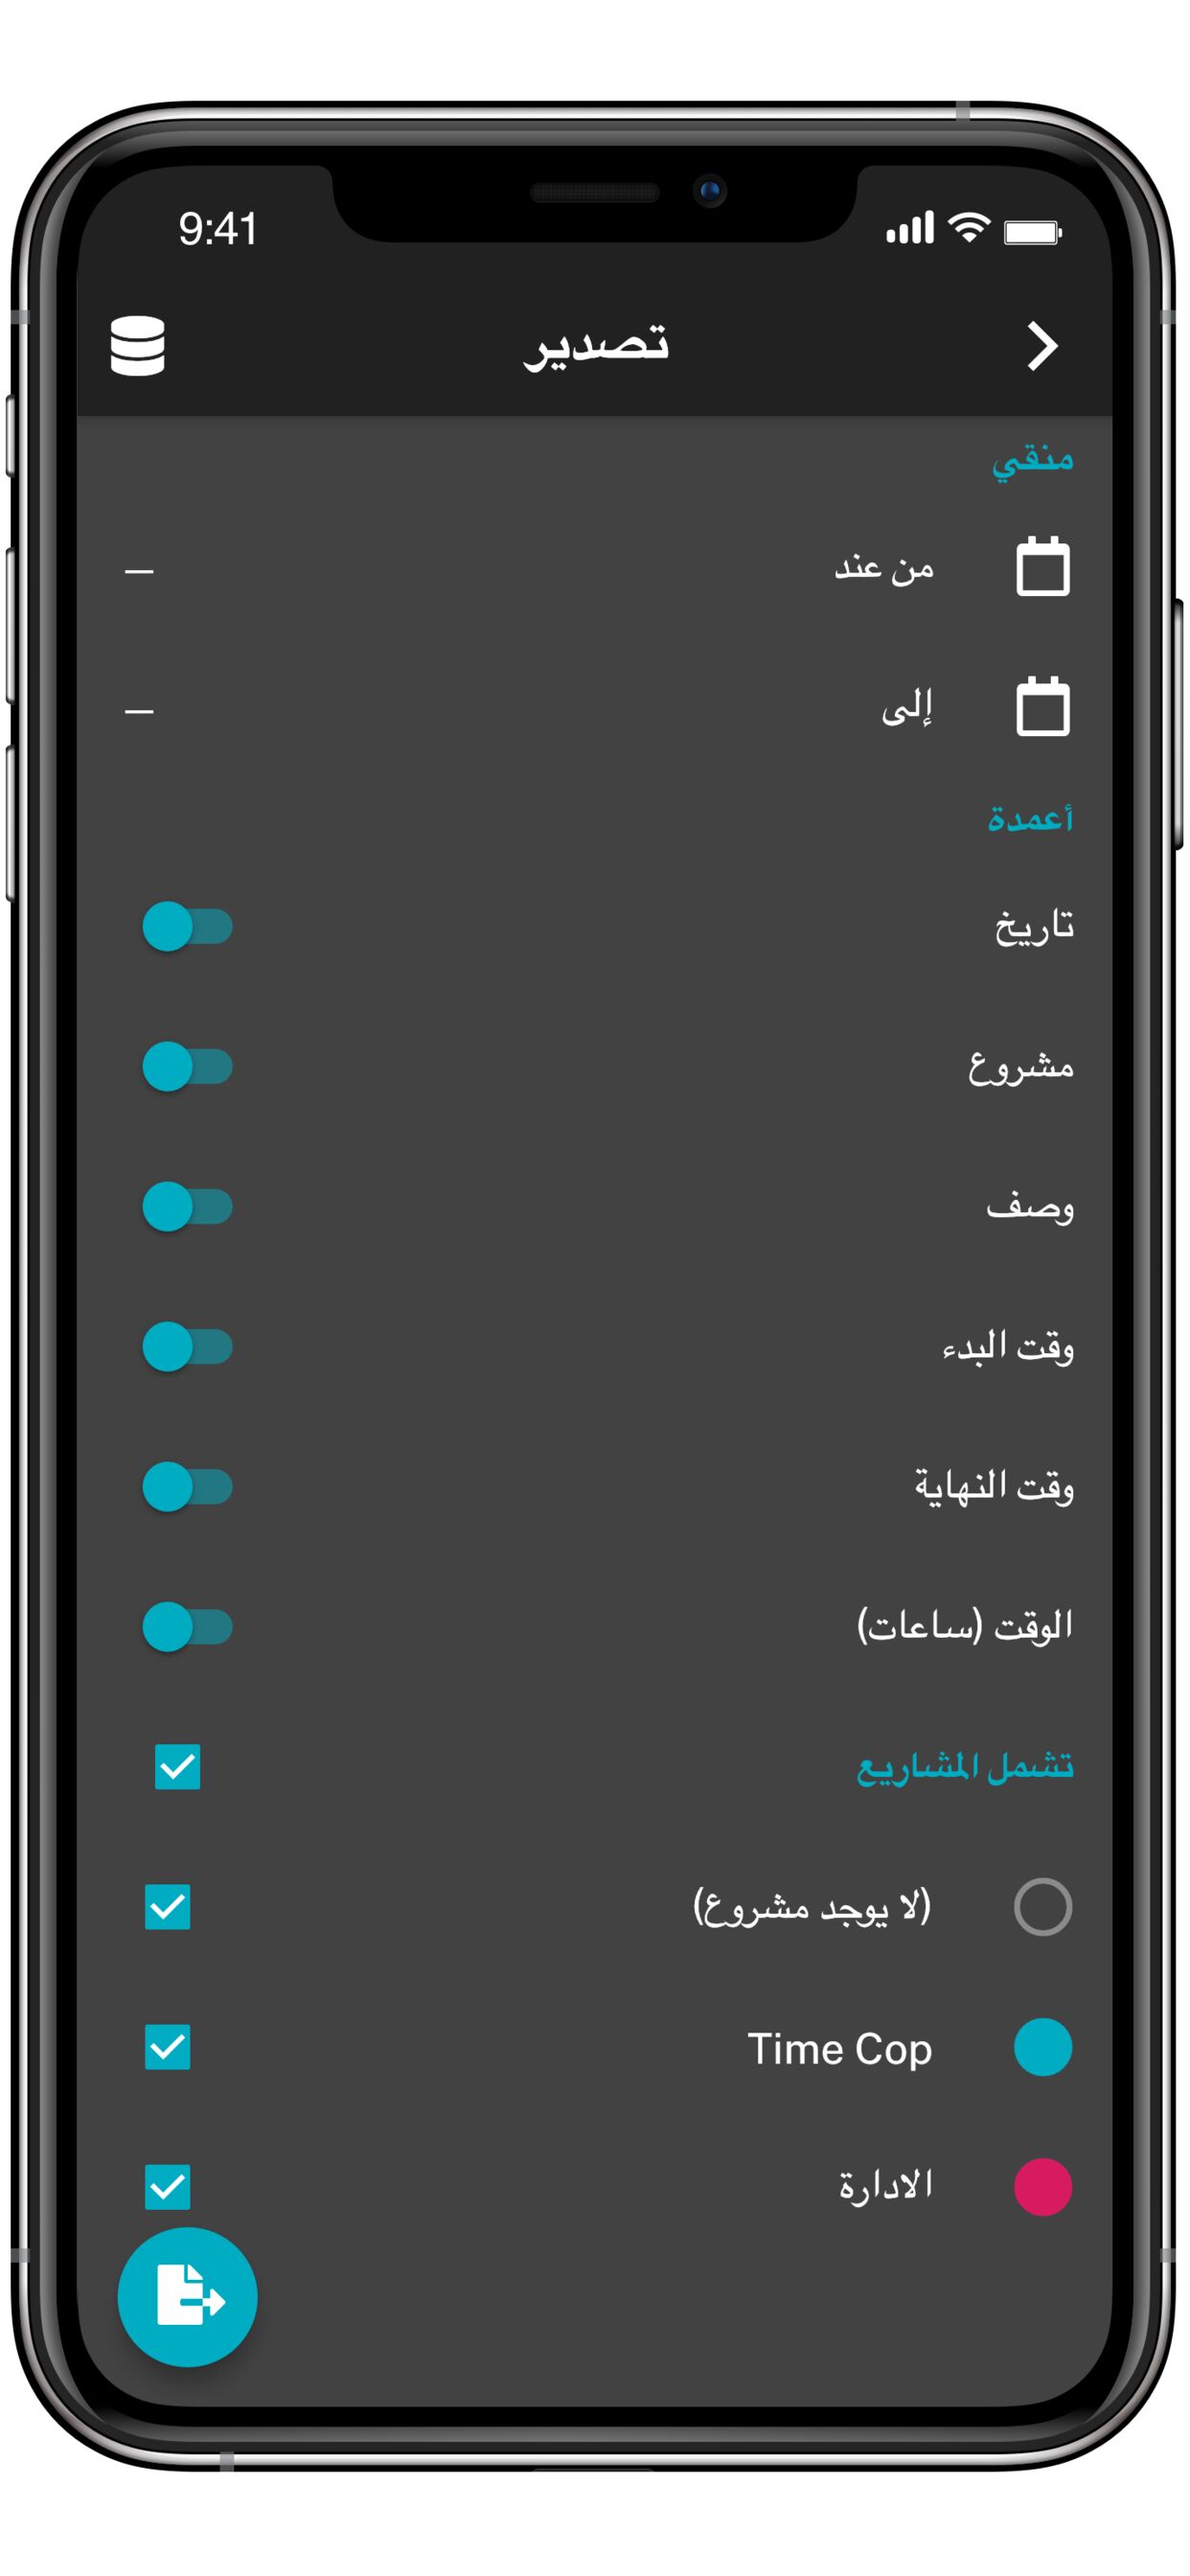 9:41
تصدير
منقي
من عند
—
إلى
—
أعمدة
تاريخ
مشروع
وصف
وقت البدء
وقت النهاية
الوقت (ساعات)
تشمل المشاريع
(لا يوجد مشروع)
Time Cop
الادارة